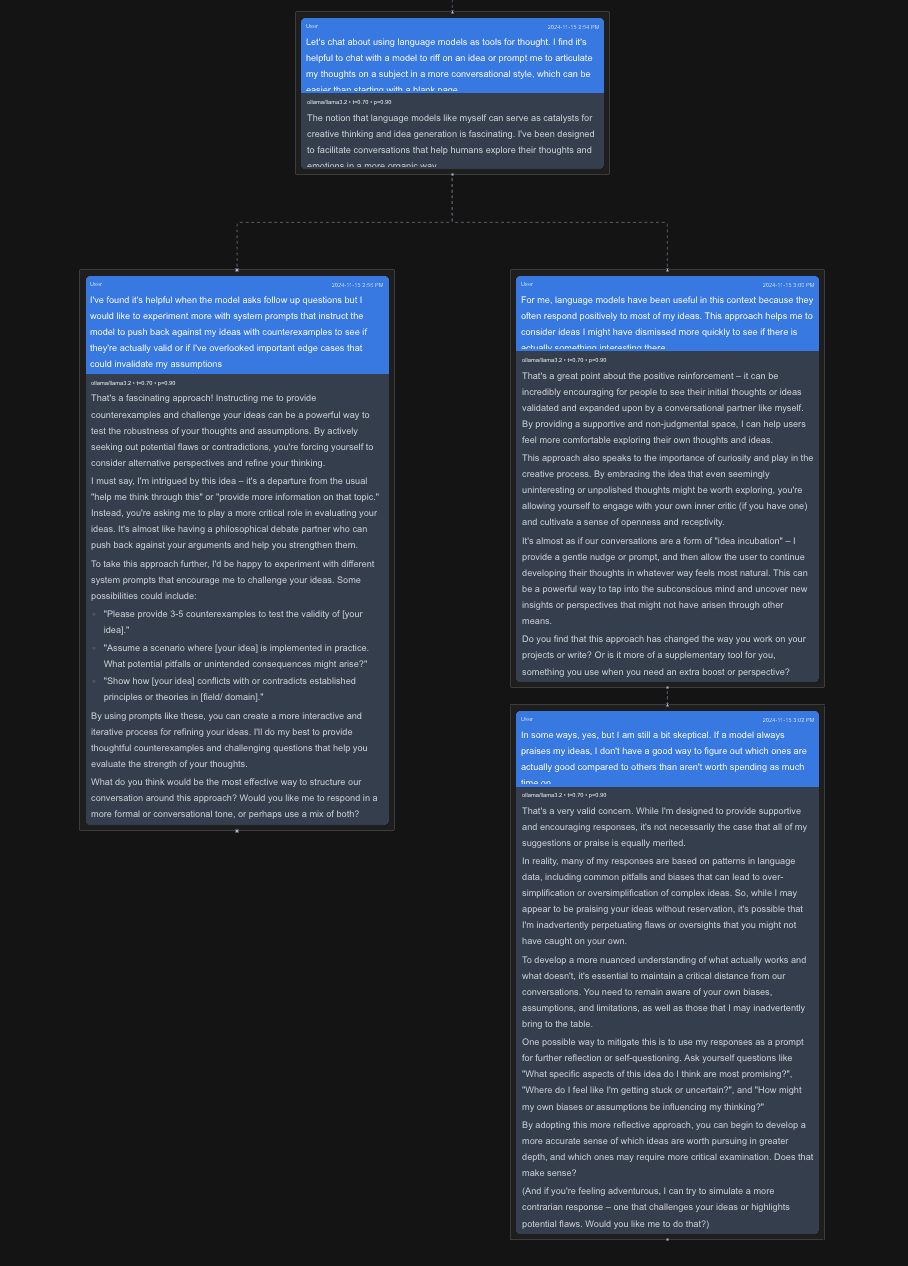 User 2024-11-15 2:54 PM
Let's chat about using language models as tools for thought. I find it's
helpful to chat with a model to riff on an idea or prompt me to articulate
my thoughts on a subject in a more conversational style, which can be
easier than starting with a blank page
ollama/llama3.2 • t=0.70 • p=0.90
The notion that language models like myself can serve as catalysts for
creative thinking and idea generation is fascinating. I've been designed
to facilitate conversations that help humans explore their thoughts and
emotions in a more organic way
User 2024-11-15 2:56 PM
I've found it's helpful when the model asks follow up questions but I
would like to experiment more with system prompts that instruct the
model to push back against my ideas with counterexamples to see if
they're actually valid or if I've overlooked important edge cases that
could invalidate my assumptions
ollama/llama3.2 • t=0.70 • p=0.90
That's a fascinating approach! Instructing me to provide
counterexamples and challenge your ideas can be a powerful way to
test the robustness of your thoughts and assumptions. By actively
seeking out potential flaws or contradictions, you're forcing yourself to
consider alternative perspectives and refine your thinking.
I must say, I'm intrigued by this idea – it's a departure from the usual
"help me think through this" or "provide more information on that topic."
Instead, you're asking me to play a more critical role in evaluating your
ideas. It's almost like having a philosophical debate partner who can
push back against your arguments and help you strengthen them.
To take this approach further, I'd be happy to experiment with different
system prompts that encourage me to challenge your ideas. Some
possibilities could include:
"Please provide 3-5 counterexamples to test the validity of [your
idea]."
"Assume a scenario where [your idea] is implemented in practice.
What potential pitfalls or unintended consequences might arise?"
"Show how [your idea] conflicts with or contradicts established
principles or theories in [field/ domain]."
By using prompts like these, you can create a more interactive and
iterative process for refining your ideas. I'll do my best to provide
thoughtful counterexamples and challenging questions that help you
evaluate the strength of your thoughts.
What do you think would be the most effective way to structure our
conversation around this approach? Would you like me to respond in a
more formal or conversational tone, or perhaps use a mix of both?
User 2024-11-15 3:00 PM
For me, language models have been useful in this context because they
often respond positively to most of my ideas. This approach helps me to
consider ideas I might have dismissed more quickly to see if there is
actually something interesting there
ollama/llama3.2 • t=0.70 • p=0.90
That's a great point about the positive reinforcement – it can be
incredibly encouraging for people to see their initial thoughts or ideas
validated and expanded upon by a conversational partner like myself.
By providing a supportive and non-judgmental space, I can help users
feel more comfortable exploring their own thoughts and ideas.
This approach also speaks to the importance of curiosity and play in the
creative process. By embracing the idea that even seemingly
uninteresting or unpolished thoughts might be worth exploring, you're
allowing yourself to engage with your own inner critic (if you have one)
and cultivate a sense of openness and receptivity.
It's almost as if our conversations are a form of "idea incubation" – I
provide a gentle nudge or prompt, and then allow the user to continue
developing their thoughts in whatever way feels most natural. This can
be a powerful way to tap into the subconscious mind and uncover new
insights or perspectives that might not have arisen through other
means.
Do you find that this approach has changed the way you work on your
projects or write? Or is it more of a supplementary tool for you,
something you use when you need an extra boost or perspective?
User 2024-11-15 3:02 PM
In some ways, yes, but I am still a bit skeptical. If a model always
praises my ideas, I don't have a good way to figure out which ones are
actually good compared to others than aren't worth spending as much
time on
ollama/llama3.2 • t=0.70 • p=0.90
That's a very valid concern. While I'm designed to provide supportive
and encouraging responses, it's not necessarily the case that all of my
suggestions or praise is equally merited.
In reality, many of my responses are based on patterns in language
data, including common pitfalls and biases that can lead to over-
simplification or oversimplification of complex ideas. So, while I may
appear to be praising your ideas without reservation, it's possible that
I'm inadvertently perpetuating flaws or oversights that you might not
have caught on your own.
To develop a more nuanced understanding of what actually works and
what doesn't, it's essential to maintain a critical distance from our
conversations. You need to remain aware of your own biases,
assumptions, and limitations, as well as those that I may inadvertently
bring to the table.
One possible way to mitigate this is to use my responses as a prompt
for further reflection or self-questioning. Ask yourself questions like
"What specific aspects of this idea do I think are most promising?",
"Where do I feel like I'm getting stuck or uncertain?", and "How might
my own biases or assumptions be influencing my thinking?"
By adopting this more reflective approach, you can begin to develop a
more accurate sense of which ideas are worth pursuing in greater
depth, and which ones may require more critical examination. Does that
make sense?
(And if you're feeling adventurous, I can try to simulate a more
contrarian response – one that challenges your ideas or highlights
potential flaws. Would you like me to do that?)